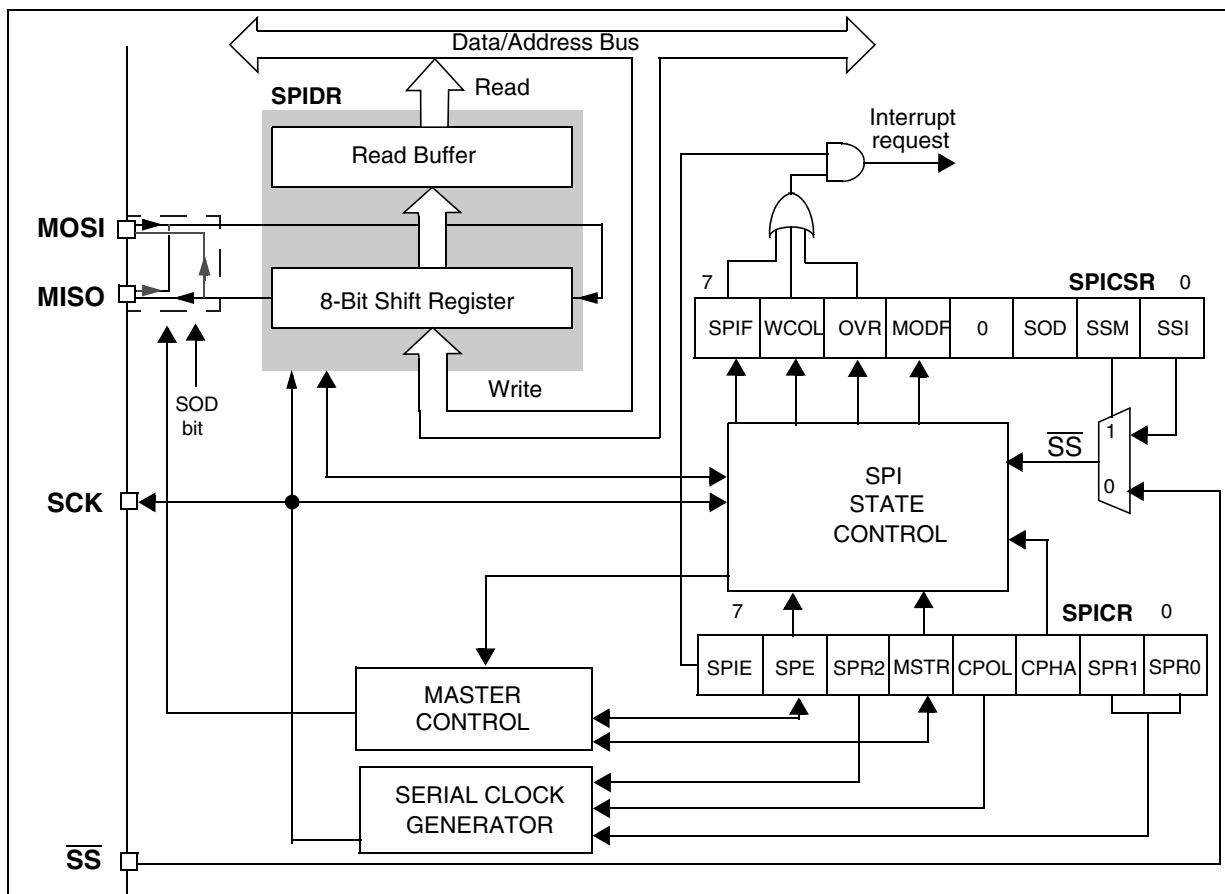 Data/Address Bus
Read
SPIDR
Interrupt
request
Read Buffer
MOSI
MISO
8-Bit Shift Register
7
SPICSR 0
SPIF WCOL OVR MODF 0 SOD SSM SSI
Write
SOD
bit
1
SS
0
SCK
SPI
STATE
CONTROL
7
SPICR 0
SPIE SPE SPR2 MSTR CPOL CPHA SPR1 SPR0
MASTER
CONTROL
SERIAL CLOCK
GENERATOR
SS